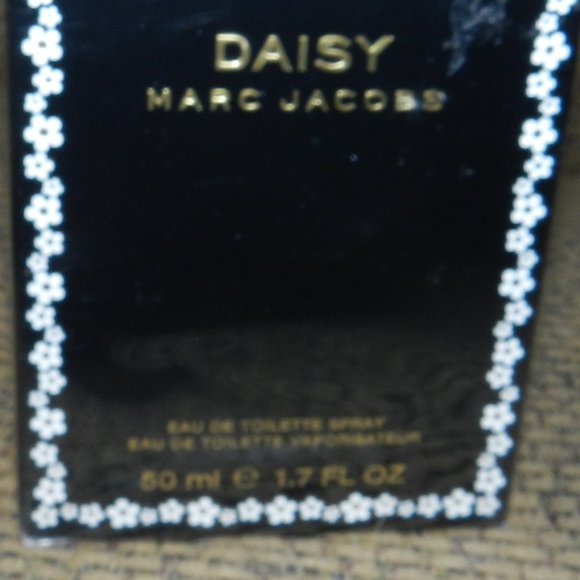 DAISY
MARC JACOBS
EAU DE TOILETTE SPRAY
EAU DE TOILETTE VAPORISATEUR
50 ml e 1.7 FL OZ